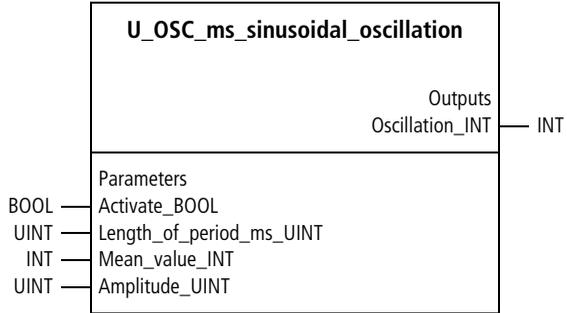 U_OSC_ms_sinusoidal_oscillation
Outputs
Oscillation_INT INT
Parameters
BOOL Activate_BOOL
UINT Length_of_period_ms_UINT
INT Mean_value_INT
UINT Amplitude_UINT